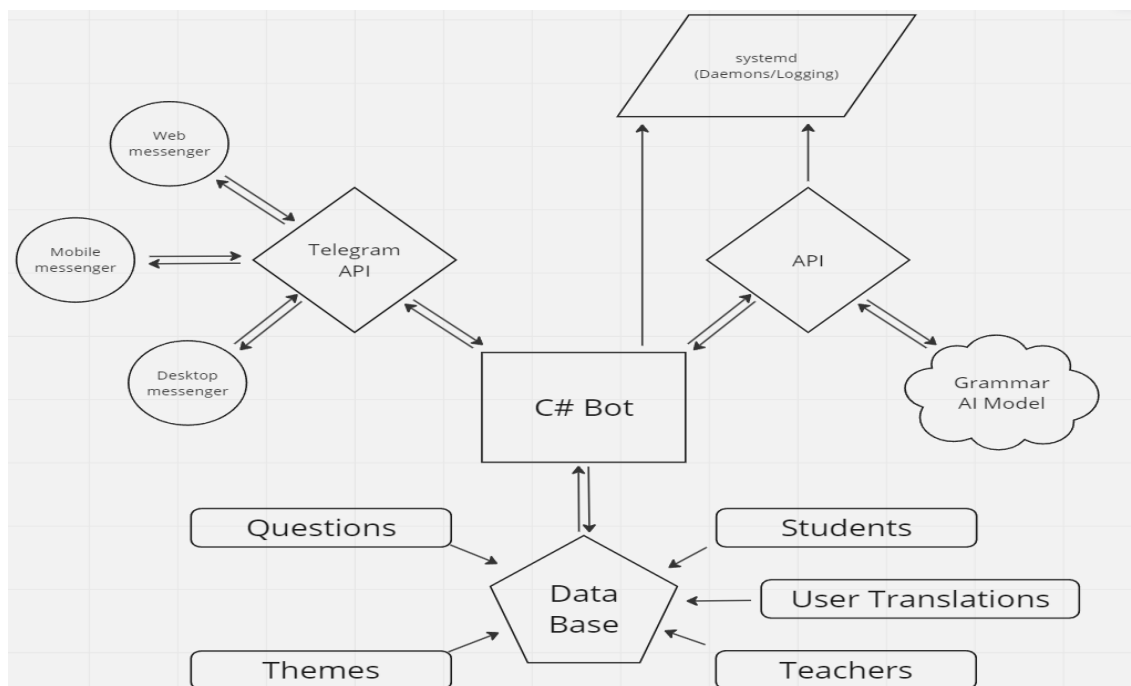 systemd
(Daemons/Logging)
Web
messenger
Telegram
API
Mobile
messenger
API
Desktop
messenger
Grammar
AI Model
C# Bot
Questions
Students
Data
Base
User Translations
Themes
Teachers